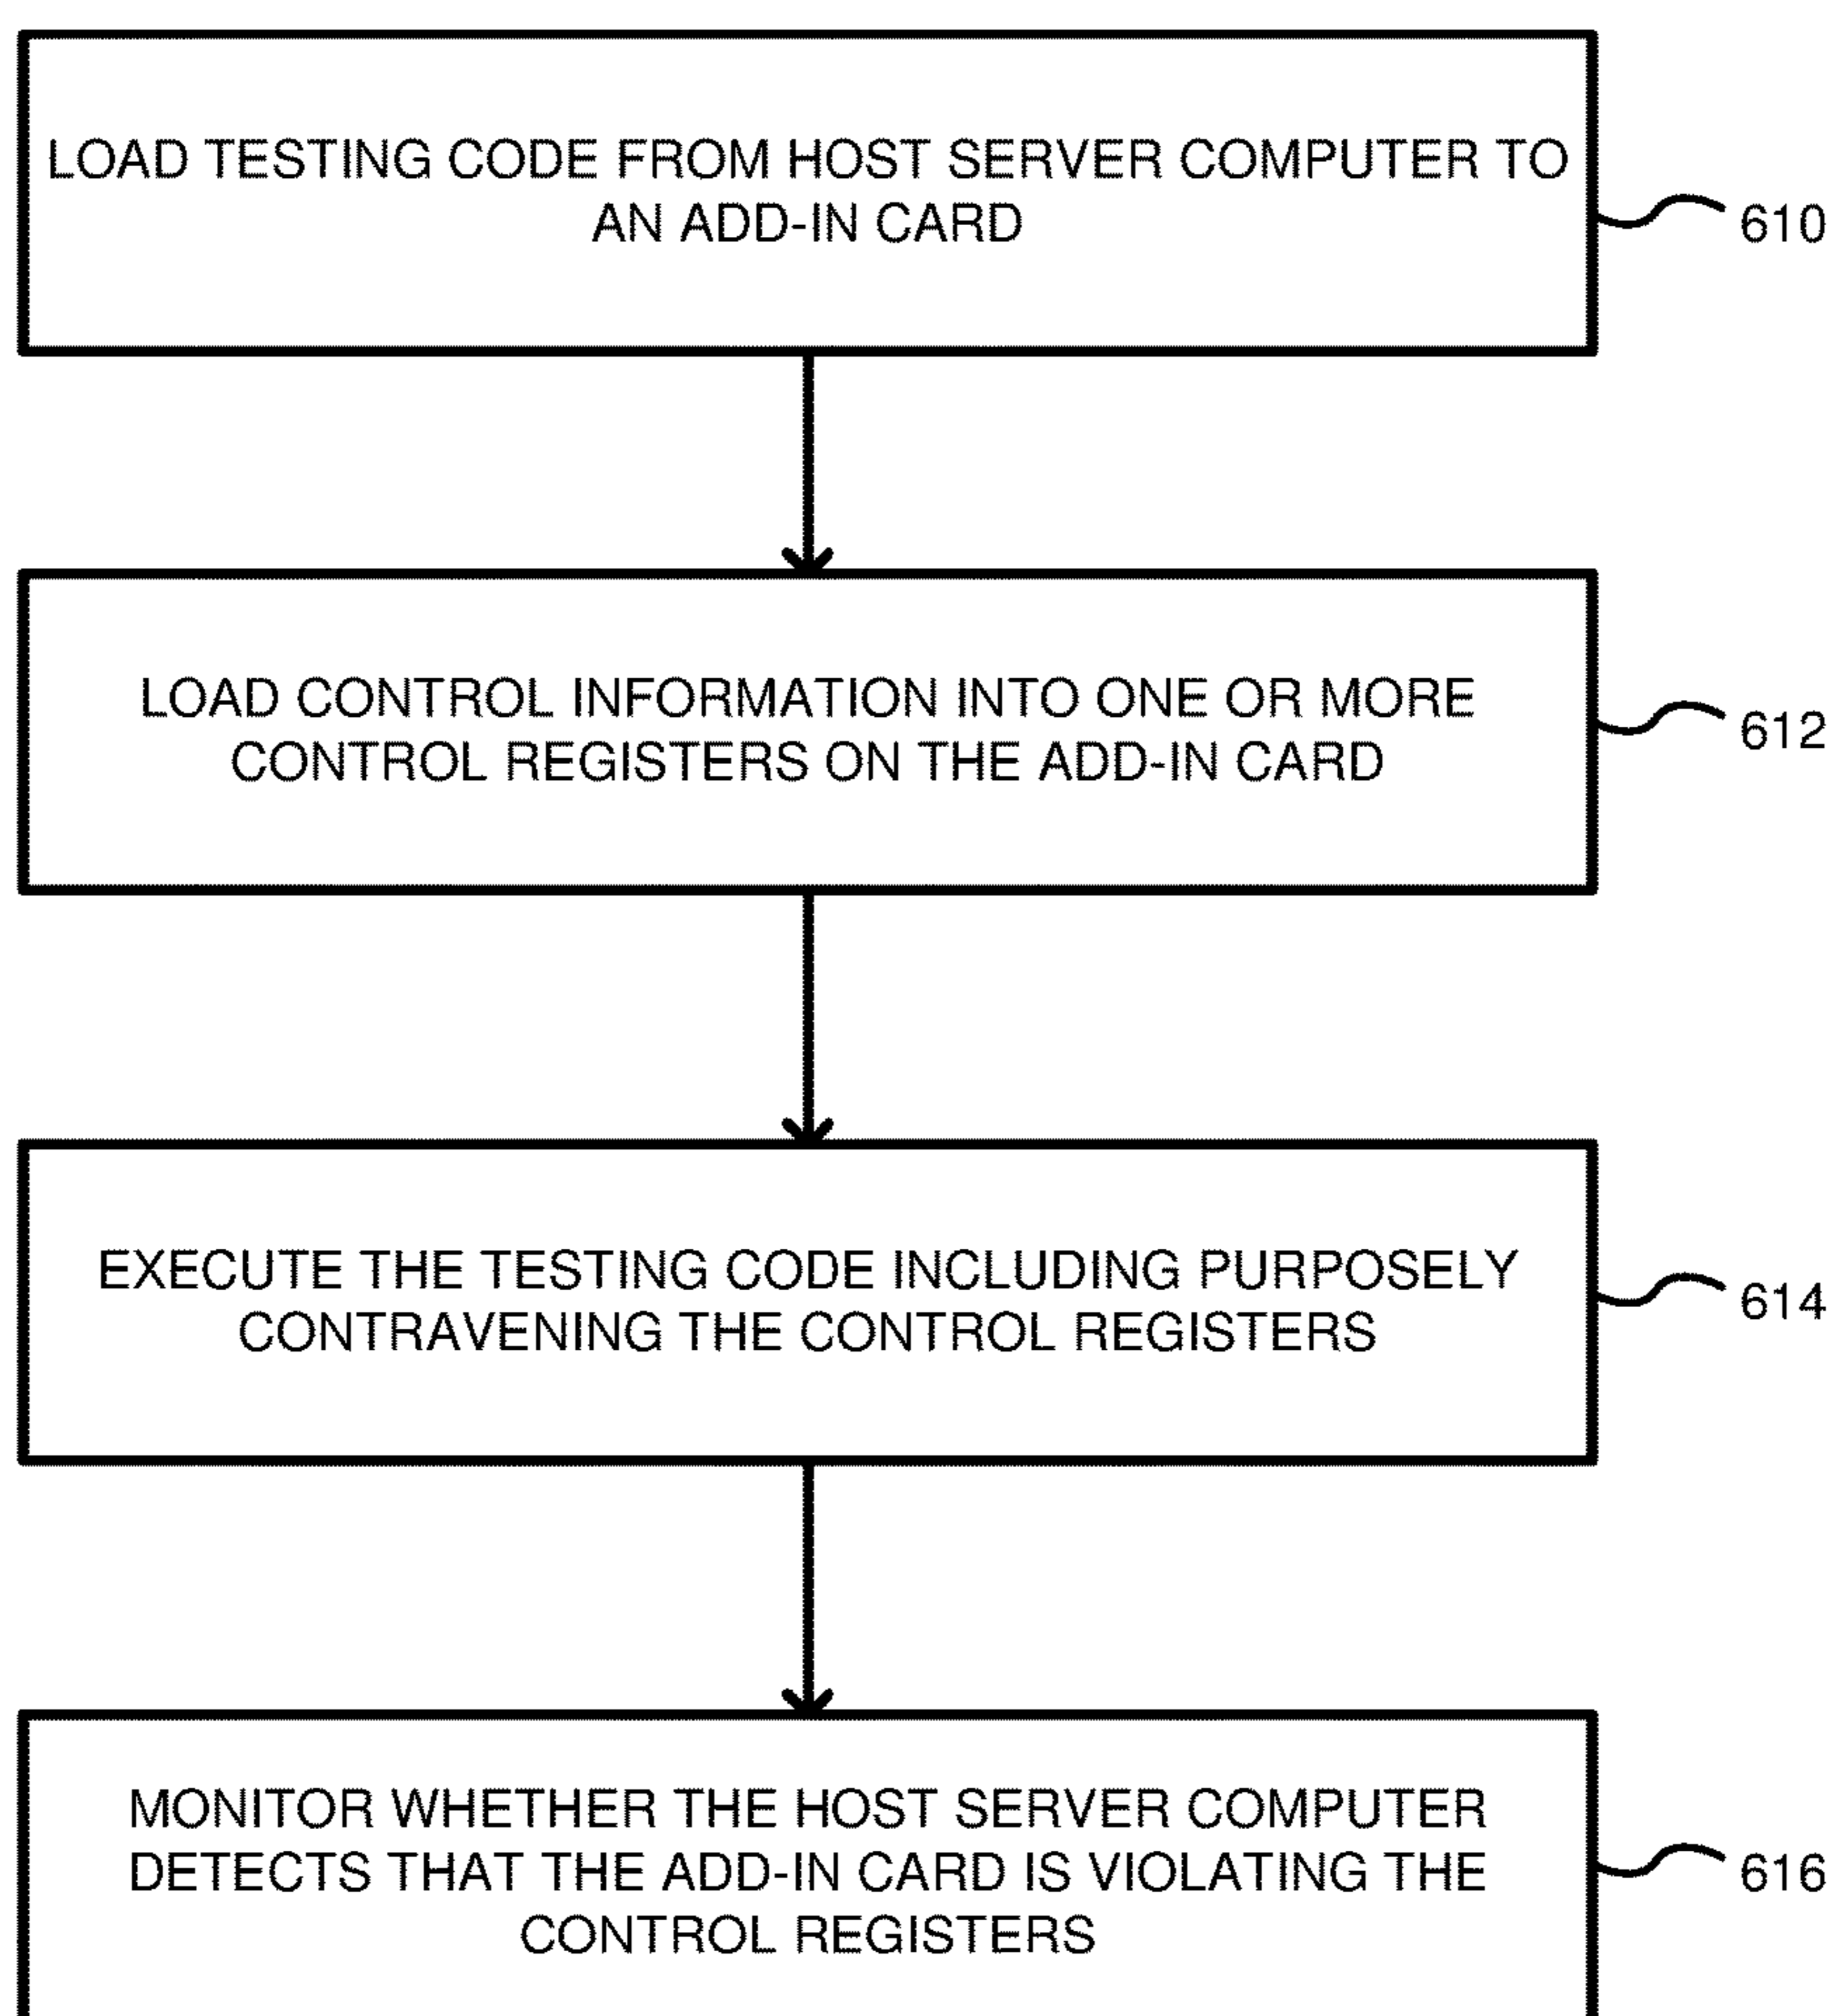 LOAD TESTING CODE FROM HOST SERVER COMPUTER TO
AN ADD-IN CARD
610
LOAD CONTROL INFORMATION INTO ONE OR MORE
CONTROL REGISTERS ON THE ADD-IN CARD
612
EXECUTE THE TESTING CODE INCLUDING PURPOSELY
CONTRAVENING THE CONTROL REGISTERS
614
MONITOR WHETHER THE HOST SERVER COMPUTER
DETECTS THAT THE ADD-IN CARD IS VIOLATING THE
CONTROL REGISTERS
616